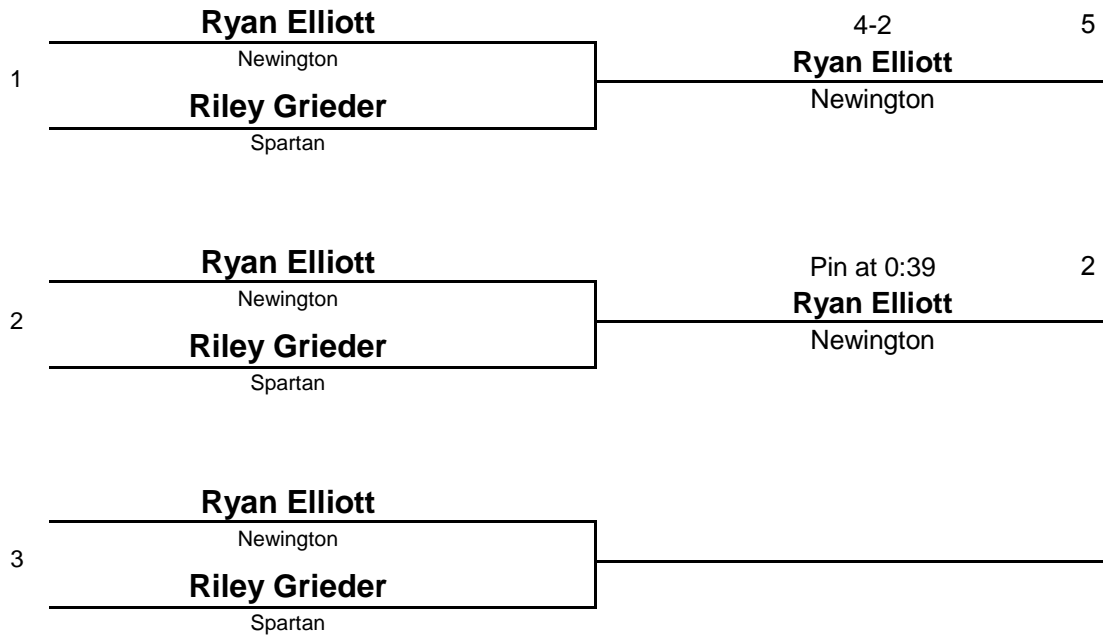 Ryan Elliott
4-2 5
Newington
Ryan Elliott
1
Riley Grieder
Newington
Spartan
Ryan Elliott
Pin at 0:39 2
Newington
Ryan Elliott
2
Riley Grieder
Newington
Spartan
Ryan Elliott
Newington
3
Riley Grieder
Spartan